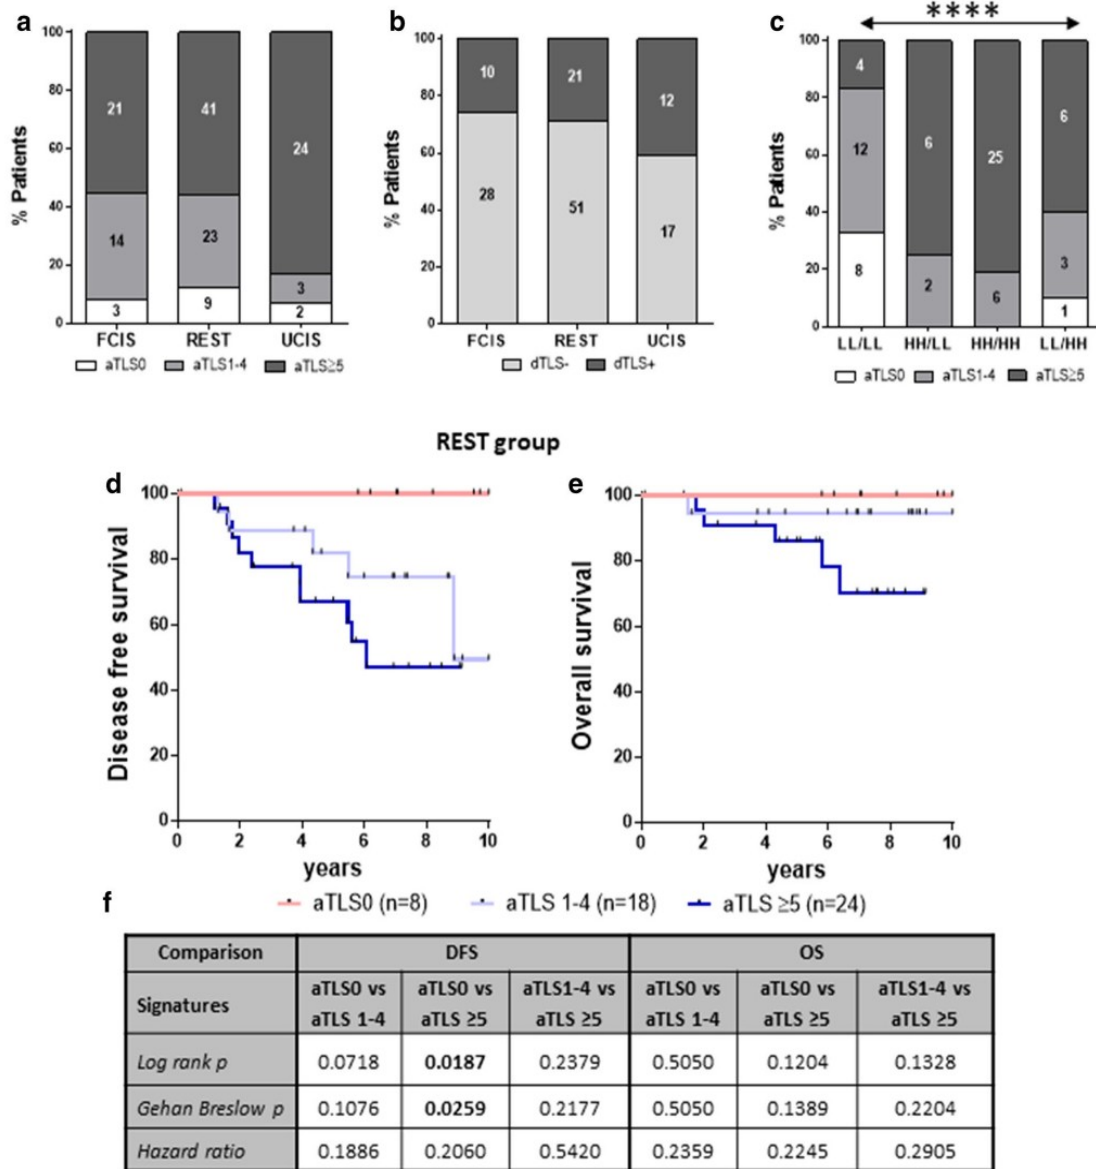 a
100
80
60
40
20
0
% Patients
21
14
3
41
23
9
24
3
2
FCIS REST UCIS
aTLS0 aTLS1-4 aTLS≥5
b
100
80
60
40
20
0
% Patients
10
28
21
51
12
17
FCIS REST UCIS
dTLS- dTLS+
c
****
100
80
60
40
20
0
% Patients
4
12
8
6
2
25
6
6
3
1
LL/LL HH/LL HH/HH LL/HH
aTLS0 aTLS1-4 aTLS≥5
REST group
d
100
80
60
40
20
0
Disease free survival
0 2 4 6 8 10
years
e
100
80
60
40
20
0
Overall survival
0 2 4 6 8 10
years
aTLS0 (n=8) aTLS 1-4 (n=18) aTLS ≥5 (n=24)
f
Comparison DFS OS
Signatures aTLS0 vs aTLS0 vs aTLS1-4 vs aTLS0 vs aTLS0 vs aTLS1-4 vs
aTLS 1-4 aTLS ≥5 aTLS ≥5 aTLS 1-4 aTLS ≥5 aTLS ≥5
Log rank p 0.0718 0.0187 0.2379 0.5050 0.1204 0.1328
Gehan Breslow p 0.1076 0.0259 0.2177 0.5050 0.1389 0.2204
Hazard ratio 0.1886 0.2060 0.5420 0.2359 0.2245 0.2905